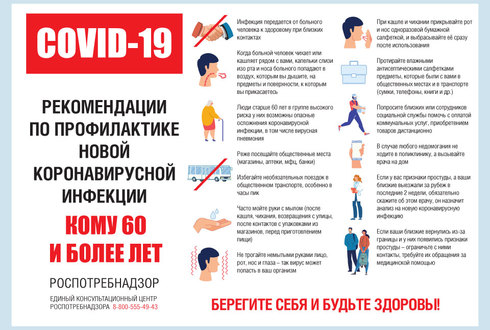 COVID-19
РЕКОМЕНДАЦИИ
ПО ПРОФИЛАКТИКЕ
НОВОЙ
КОРОНАВИРУСНОЙ
ИНФЕКЦИИ
КОМУ 60
И БОЛЕЕ ЛЕТ
РОСПОТРЕБНАДЗОР
ЕДИНЫЙ КОНСУЛЬТАЦИОННЫЙ ЦЕНТР
РОСПОТРЕБНАДЗОРА 8-800-555-49-43
Инфекция передается от больного
человека к здоровому при близких
контактах
Когда больной человек чихает или
кашляет рядом с вами, капельки слизи
изо рта и носа больного попадают в
воздух, которым вы дышите, на
предметы и поверхности, к которым
вы прикасаетесь
Люди старше 60 лет в группе высокого
риска у них возможны опасные
осложнения коронавирусной
инфекции, в том числе вирусная
пневмония
Реже посещайте общественные места
(магазины, аптеки, мфц, банки)
Избегайте необязательных поездок в
общественном транспорте, особенно в
часы пик
Часто мойте руки с мылом (после
кашля, чихания, возвращения с улицы,
после контактов с упаковками из
магазинов, перед приготовлением
пищи)
Не трогайте немытыми руками лицо,
рот, нос и глаза – так вирус может
попасть в ваш организм
При кашле и чихании прикрывайте рот
и нос одноразовой бумажной
салфеткой, и выбрасывайте её сразу
после использования
Протирайте влажными
антисептическими салфетками
предметы, которые были с вами в
общественных местах и в транспорте
(сумки, телефоны, книги и др.)
Попросите близких или сотрудников
социальной службы помочь с оплатой
коммунальных услуг, приобретением
товаров дистанционно
В случае любого недомогания не
ходите в поликлинику, а вызывайте
врача на дом
Если у вас признаки простуды, а ваши
близкие выезжали за рубеж в
последние 2 недели, обязательно
скажите об этом врачу, он назначит
анализ на новую коронавирусную
инфекцию
Если ваши близкие вернулись из-за
границы и у них появились признаки
простуды – ограничьте с ними
контакты, требуйте их обращения за
медицинской помощью
БЕРЕГИТЕ СЕБЯ И БУДЬТЕ ЗДОРОВЫ!